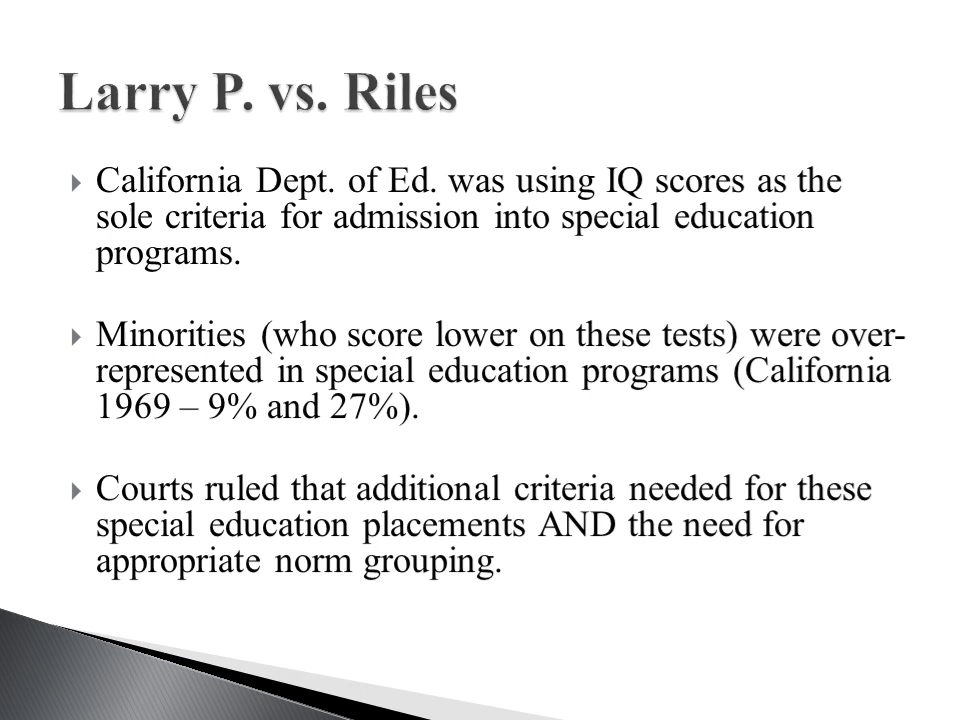 Larry P. vs. Riles
California Dept. of Ed. was using IQ scores as the
sole criteria for admission into special education
programs.
Minorities (who score lower on these tests) were over-
represented in special education programs (California
1969 – 9% and 27%).
Courts ruled that additional criteria needed for these
special education placements AND the need for
appropriate norm grouping.